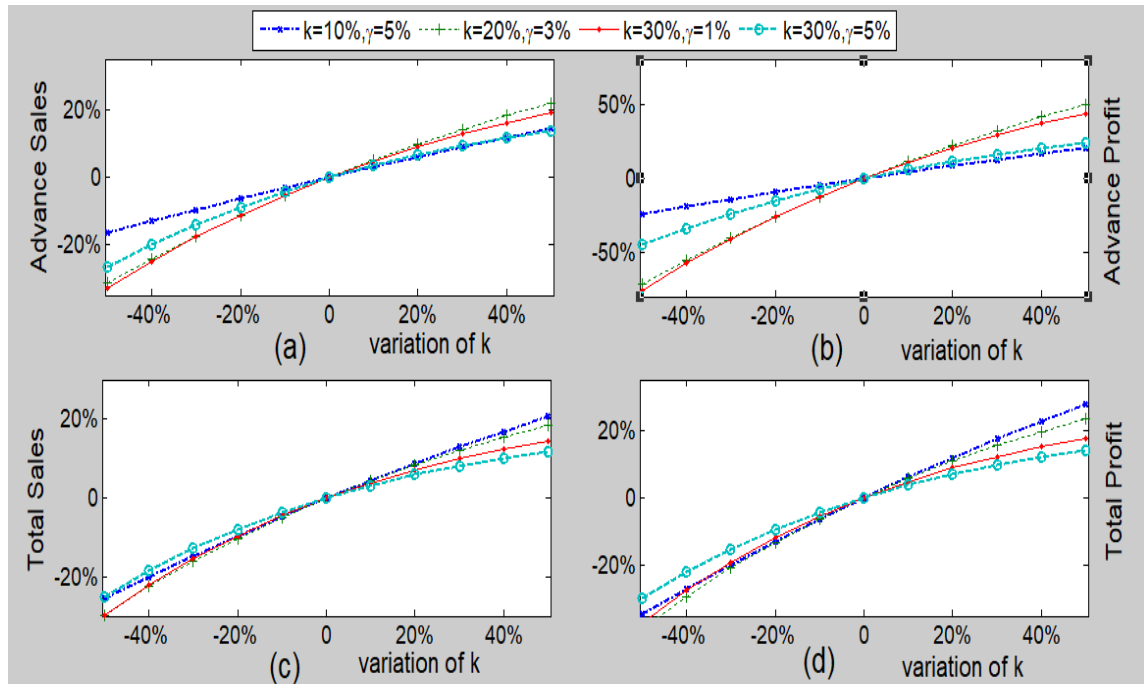 k=10%,γ=5% k=20%,γ=3% k=30%,γ=1% k=30%,γ=5%
Advance Sales
20%
0
-20%
-40% -20% 0 20% 40%
(a) variation of k
50%
0
-50%
-40% -20% 0 20% 40%
(b) variation of k
Advance Profit
Total Sales
20%
0
-20%
-40% -20% 0 20% 40%
(c) variation of k
20%
0
-20%
-40% -20% 0 20% 40%
(d) variation of k
Total Profit